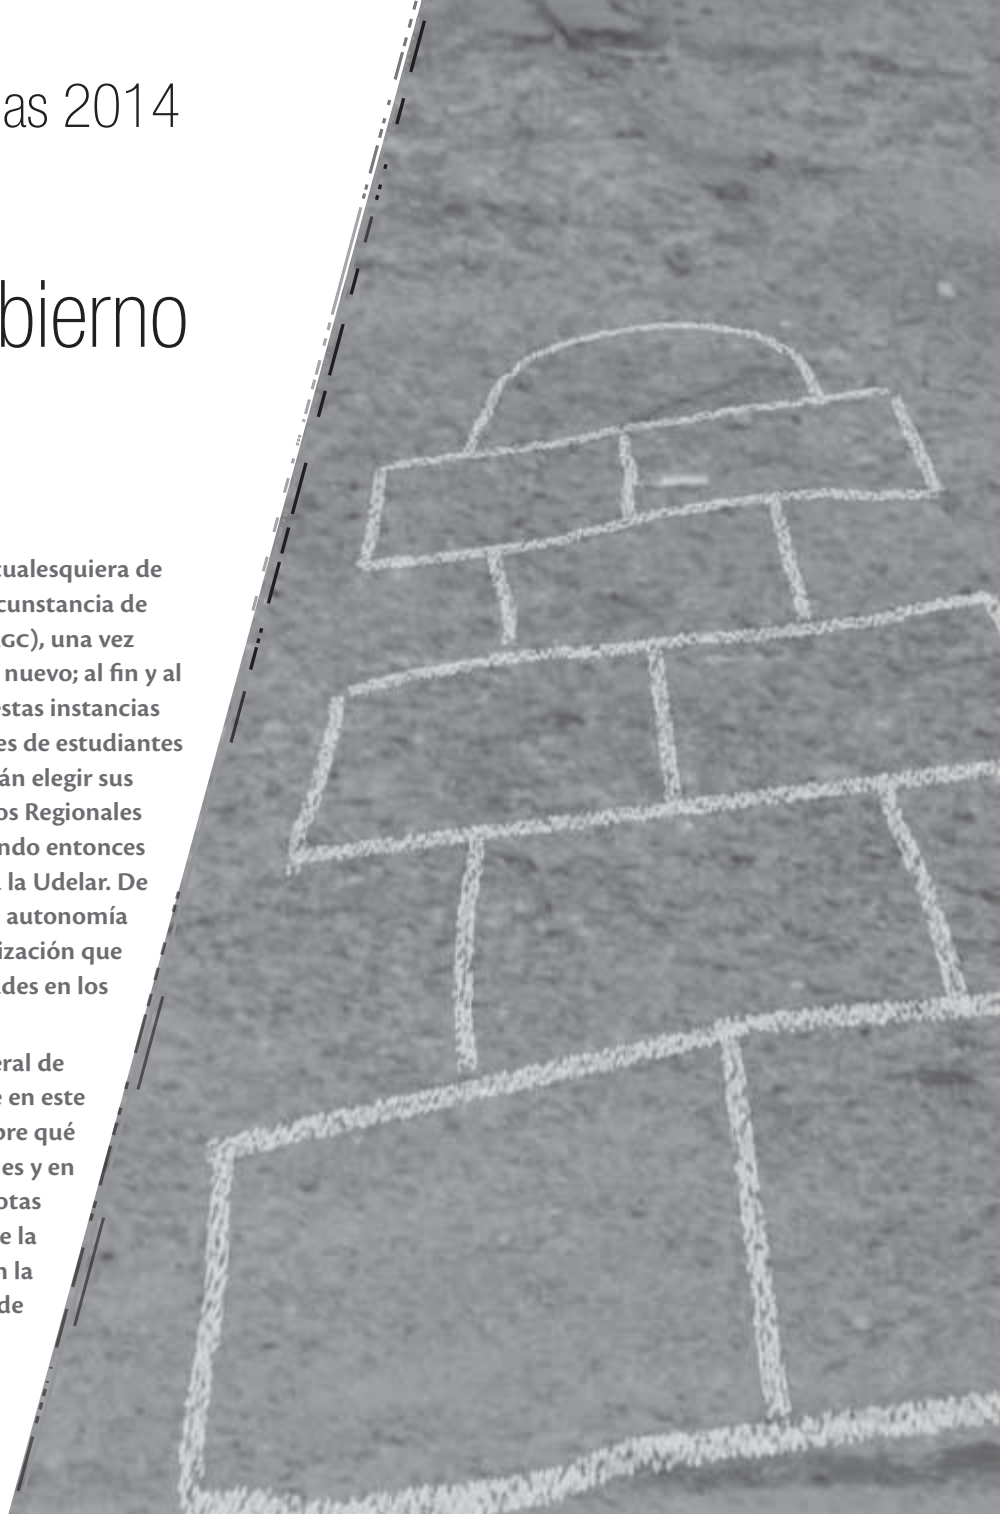 as 2014
bierno
cualesquiera de
cunstancia de
GC), una vez
nuevo; al fin y al
estas instancias
es de estudiantes
án elegir sus
os Regionales
ndo entonces
la Udelar. De
autonomía
ización que
des en los
eral de
e en este
bre qué
es y en
otas
e la
n la
de